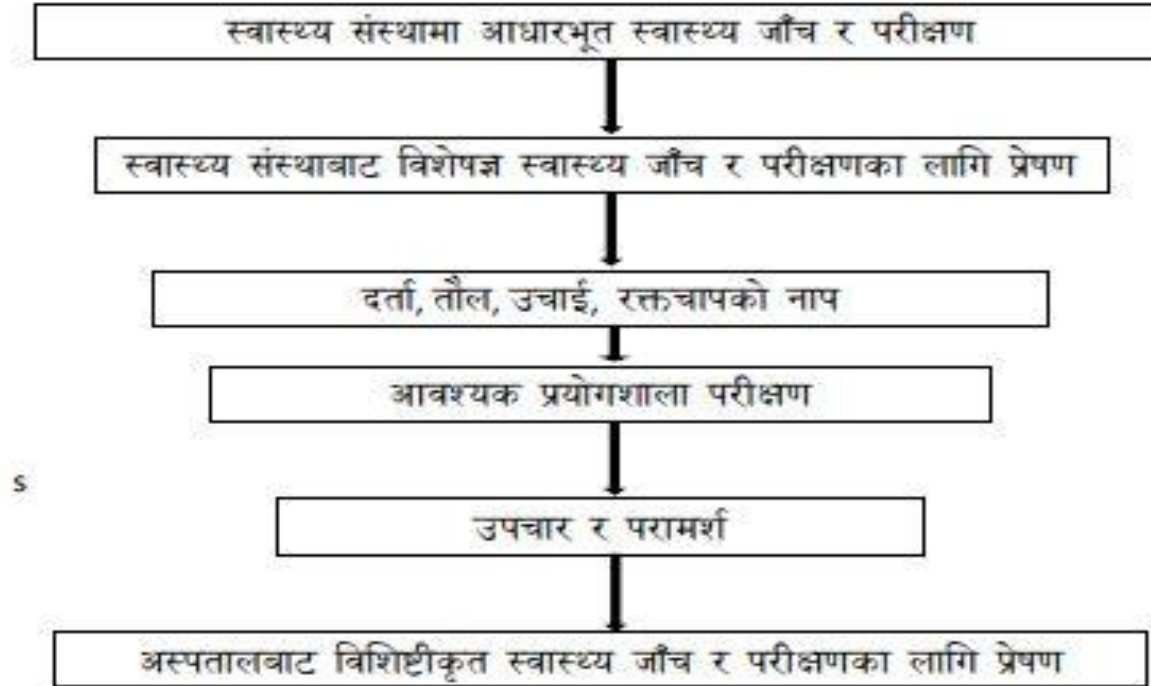 स्वास्थ्य संस्थामा आधारभूत स्वास्थ्य जाँच र परीक्षण
स्वास्थ्य संस्थाबाट विशेषज्ञ स्वास्थ्य जाँच र परीक्षणका लागि प्रेषण
दर्ता, तौल, उचाई, रक्तचापको नाप
आवश्यक प्रयोगशाला परीक्षण
s
उपचार र परामर्श
अस्पतालबाट विशिष्टीकृत स्वास्थ्य जाँच र परीक्षणका लागि प्रेषण